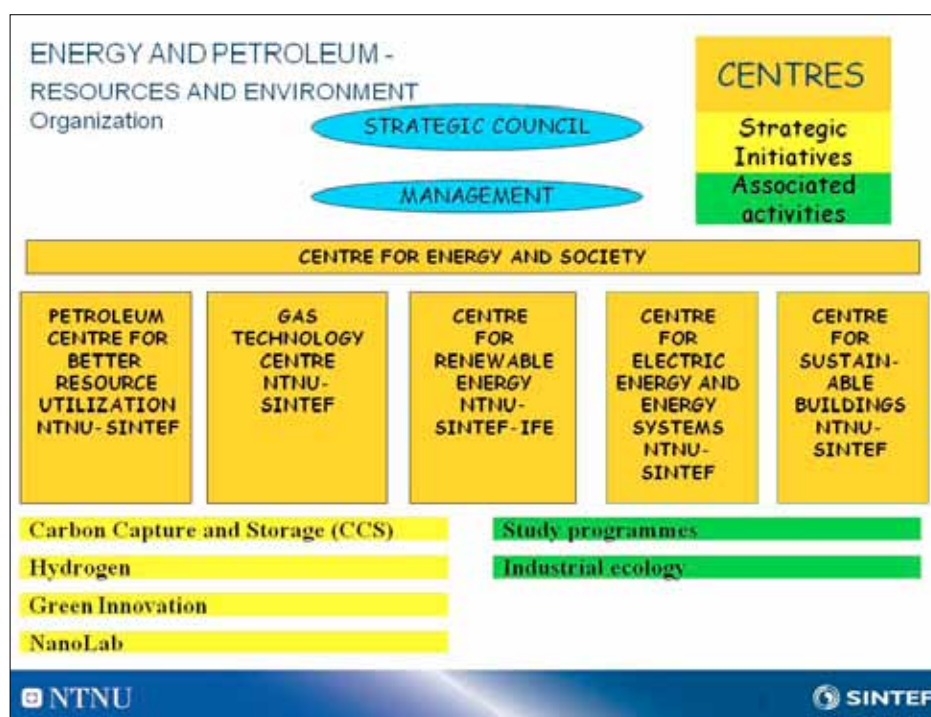 ENERGY AND PETROLEUM -
RESOURCES AND ENVIRONMENT
Organization
STRATEGIC COUNCIL
MANAGEMENT
CENTRES
Strategic
Initiatives
Associated
activities
CENTRE FOR ENERGY AND SOCIETY
PETROLEUM
CENTRE FOR
BETTER
RESOURCE
UTILIZATION
NTNU-SINTEF
GAS
TECHNOLOGY
CENTRE
NTNU-
SINTEF
CENTRE
FOR
RENEWABLE
ENERGY
NTNU-
SINTEF-IFE
CENTRE
FOR
ELECTRIC
ENERGY AND
ENERGY
SYSTEMS
NTNU-
SINTEF
CENTRE
FOR
SUSTAIN-
ABLE
BUILDINGS
NTNU-
SINTEF
Carbon Capture and Storage (CCS)
Hydrogen
Green Innovation
NanoLab
Study programmes
Industrial ecology
NTNU
SINTEF